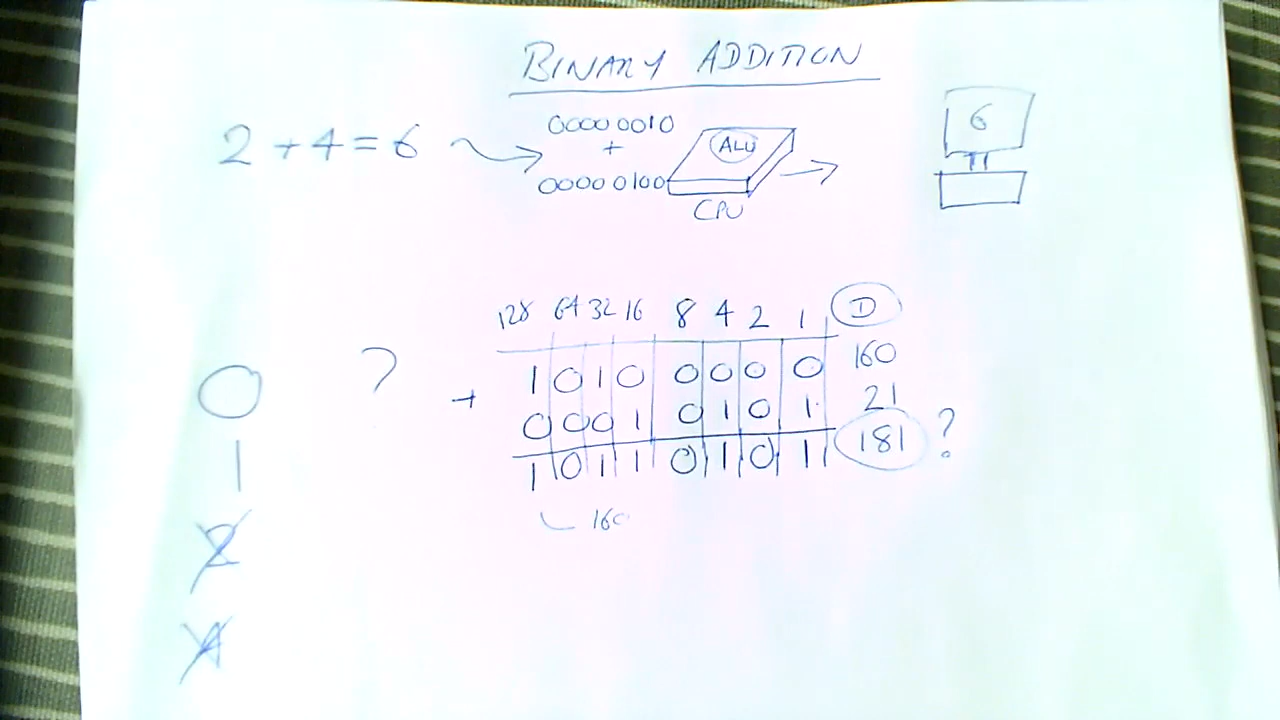 BINARY ADDITION
2 + 4 = 6
00000010
+
00000100
ALU
CPU
6
128 64 32 16 8 4 2 1 D
1 0 1 0 0 0 0 0 160
+ 0 0 0 1 0 1 0 1 21
1 0 1 1 0 1 0 1 181 ?
160
0 ?
1
2
A